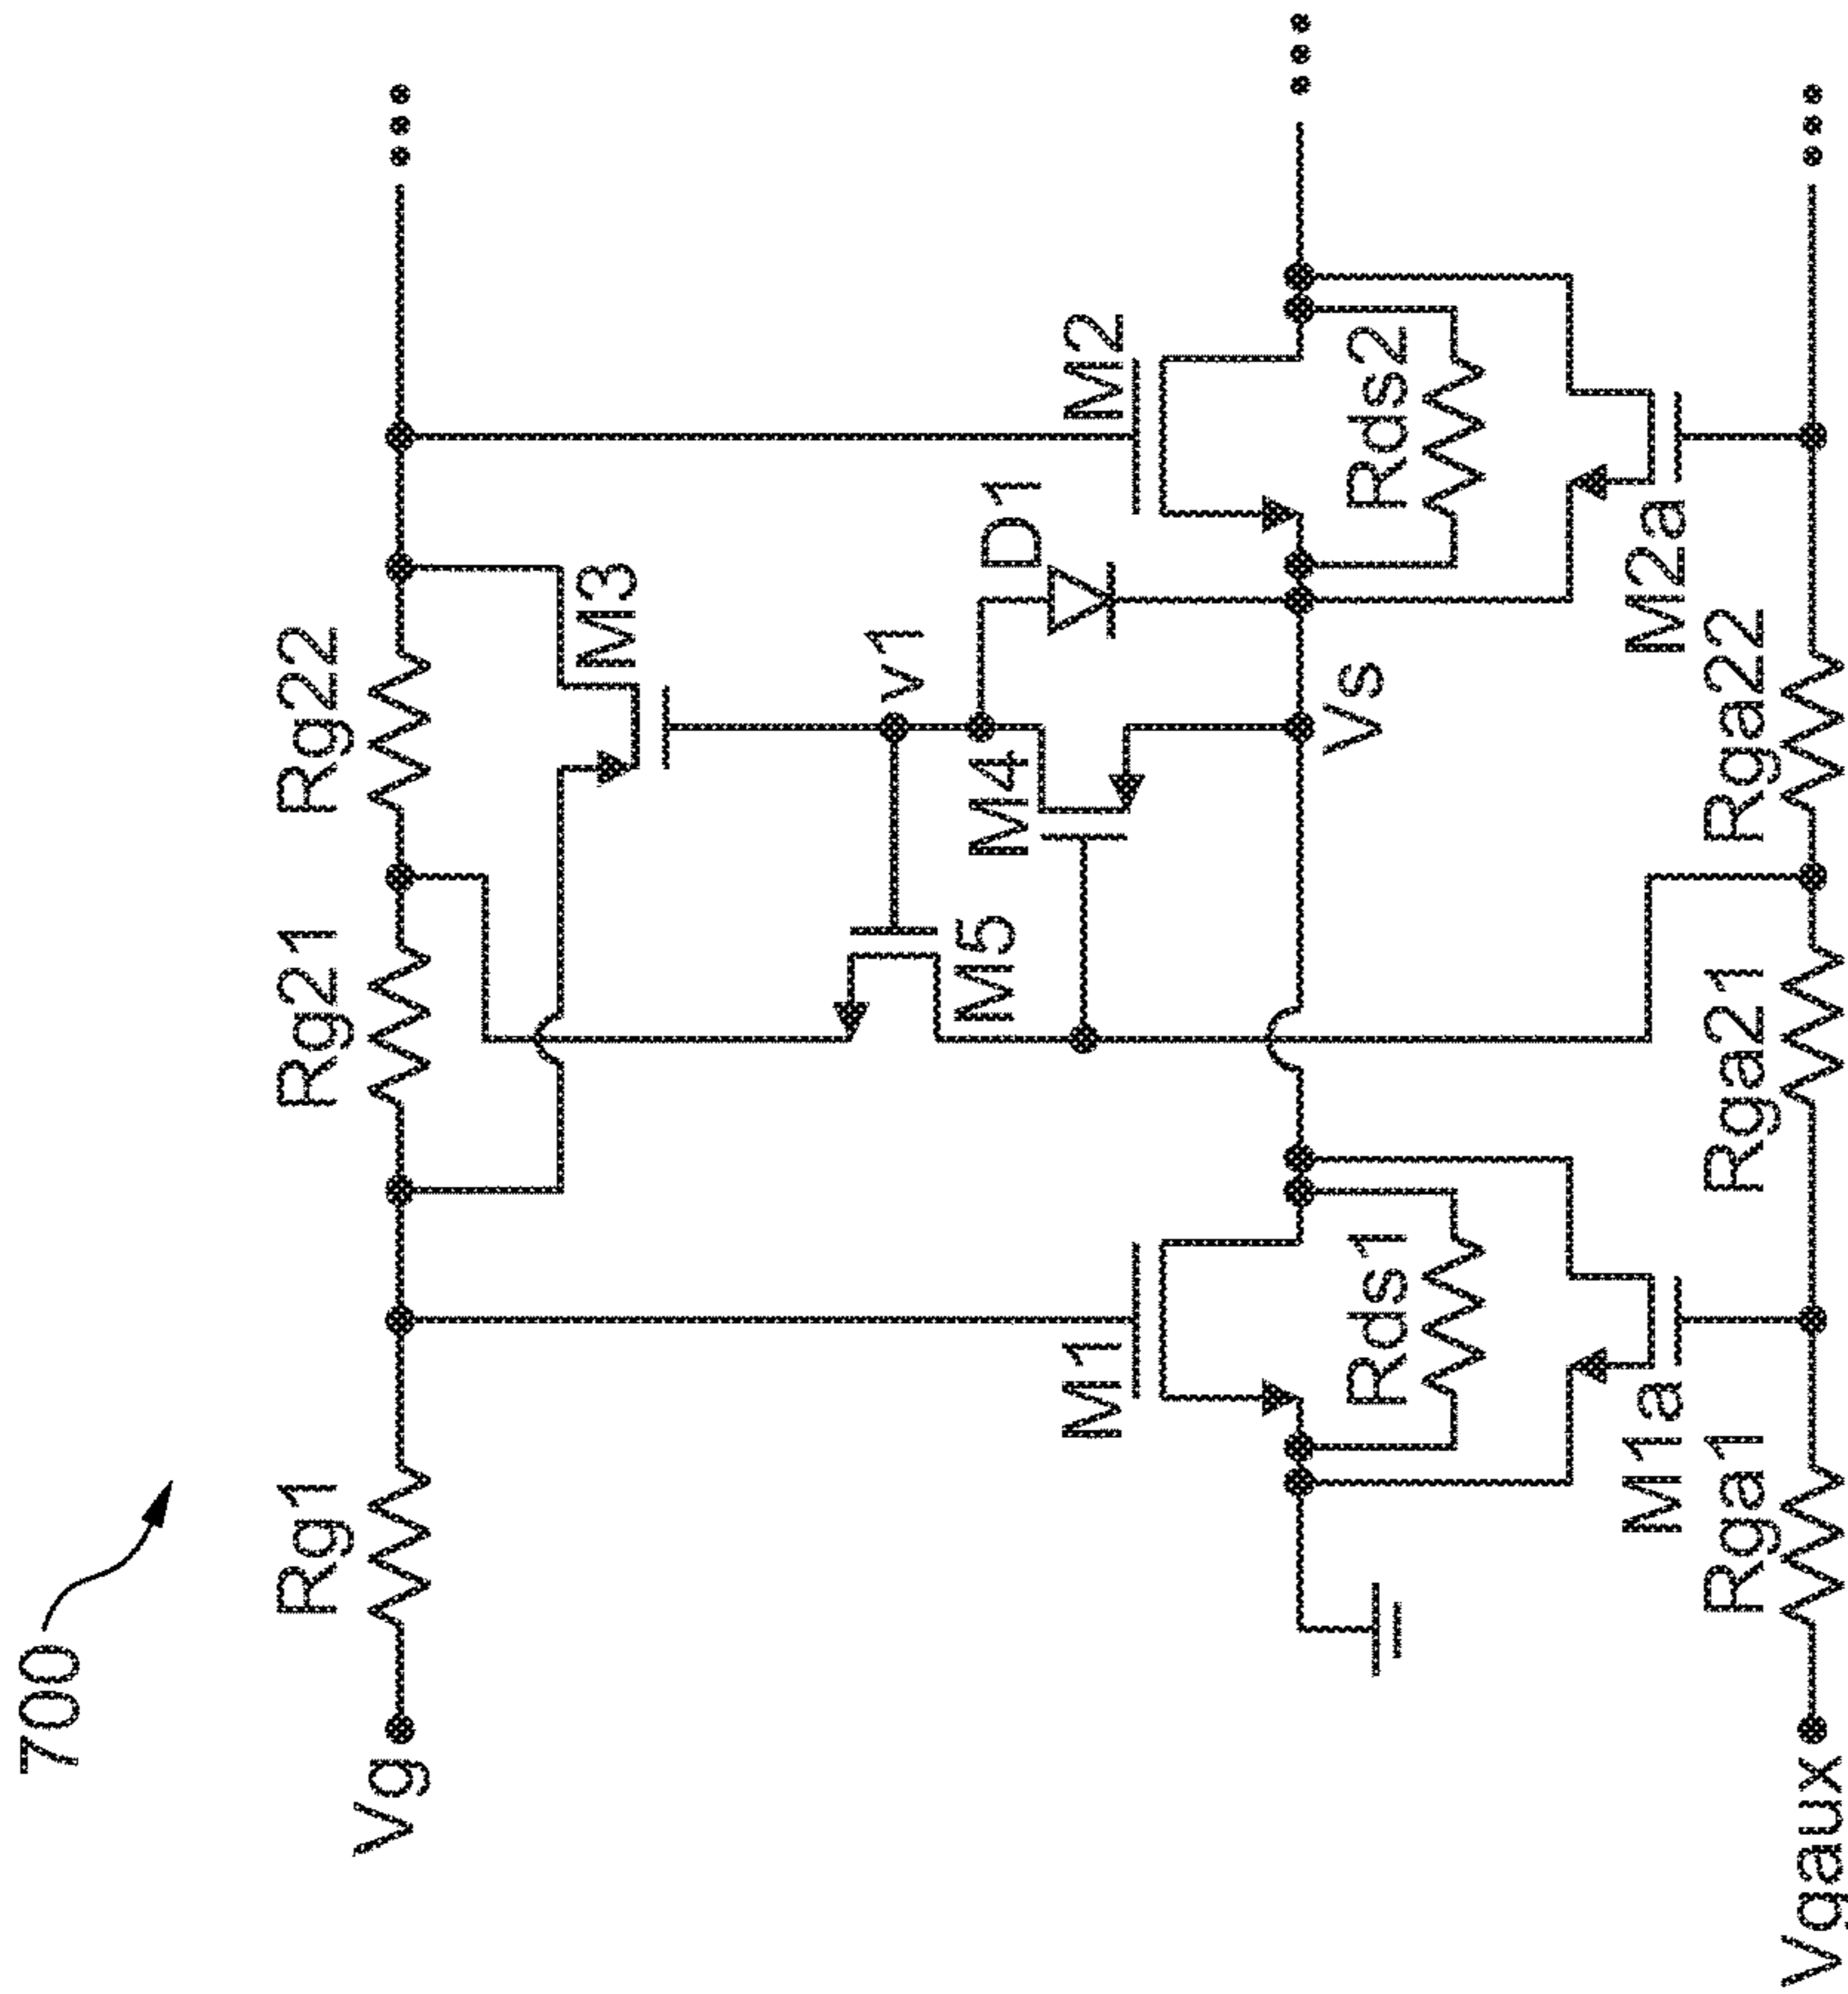 700
Vg
Rg1
Rg21
Rg22
M3
v1
M5
M4
D1
M1
M2
Rds1
Vs
Rds2
M1a
M2a
Vgaux
Rga1
Rga21
Rga22